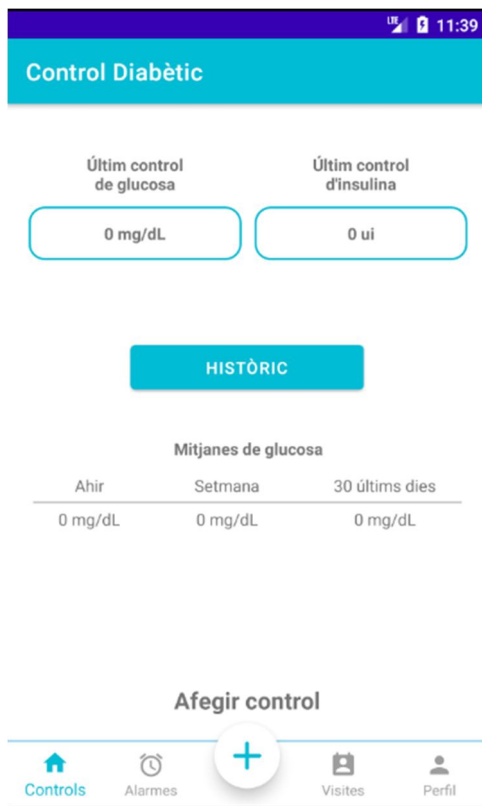 LTE 11:39
Control Diabètic
Últim control
de glucosa
Últim control
d'insulina
0 mg/dL
0 ui
HISTÒRIC
Mitjanes de glucosa
Ahir Setmana 30 últims dies
0 mg/dL 0 mg/dL 0 mg/dL
Afegir control
Controls Alarmes Visites Perfil